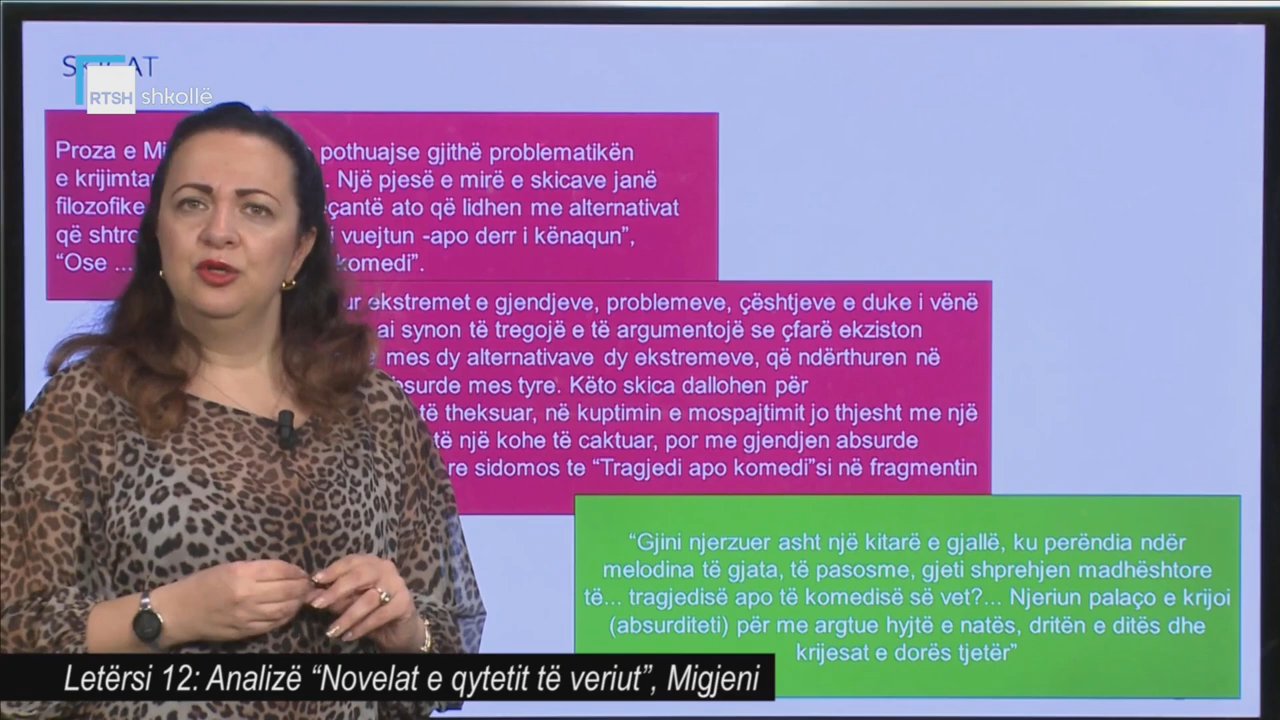 SKICAT
RTSH shkollë
Proza e pothuajse gjithë problematikën
e . Një pjesë e mirë e skicave janë
filozofike ato që lidhen me alternativat
që i vuejtun -apo derr i kënaqun”,
“Ose ... komedi”.
ekstremet e gjendjeve, problemeve, çështjeve e duke i vënë
ai synon të tregojë e të argumentojë se çfarë ekziston
mes dy alternativave dy ekstremeve, që ndërthuren në
mes tyre. Këto skica dallohen për
të theksuar, në kuptimin e mospajtimit jo thjesht me një
të një kohe të caktuar, por me gjendjen absurde
sidomos te “Tragjedi apo komedi”si në fragmentin
“Gjini njerzuer asht një kitarë e gjallë, ku perëndia ndër
melodina të gjata, të pasosme, gjeti shprehjen madhështore
të... tragjedisë apo të komedisë së vet?... Njeriun palaço e krijoi
(absurditeti) për me argtue hyjtë e natës, dritën e ditës dhe
krijesat e dorës tjetër”
Letërsi 12: Analizë “Novelat e qytetit të veriut”, Migjeni